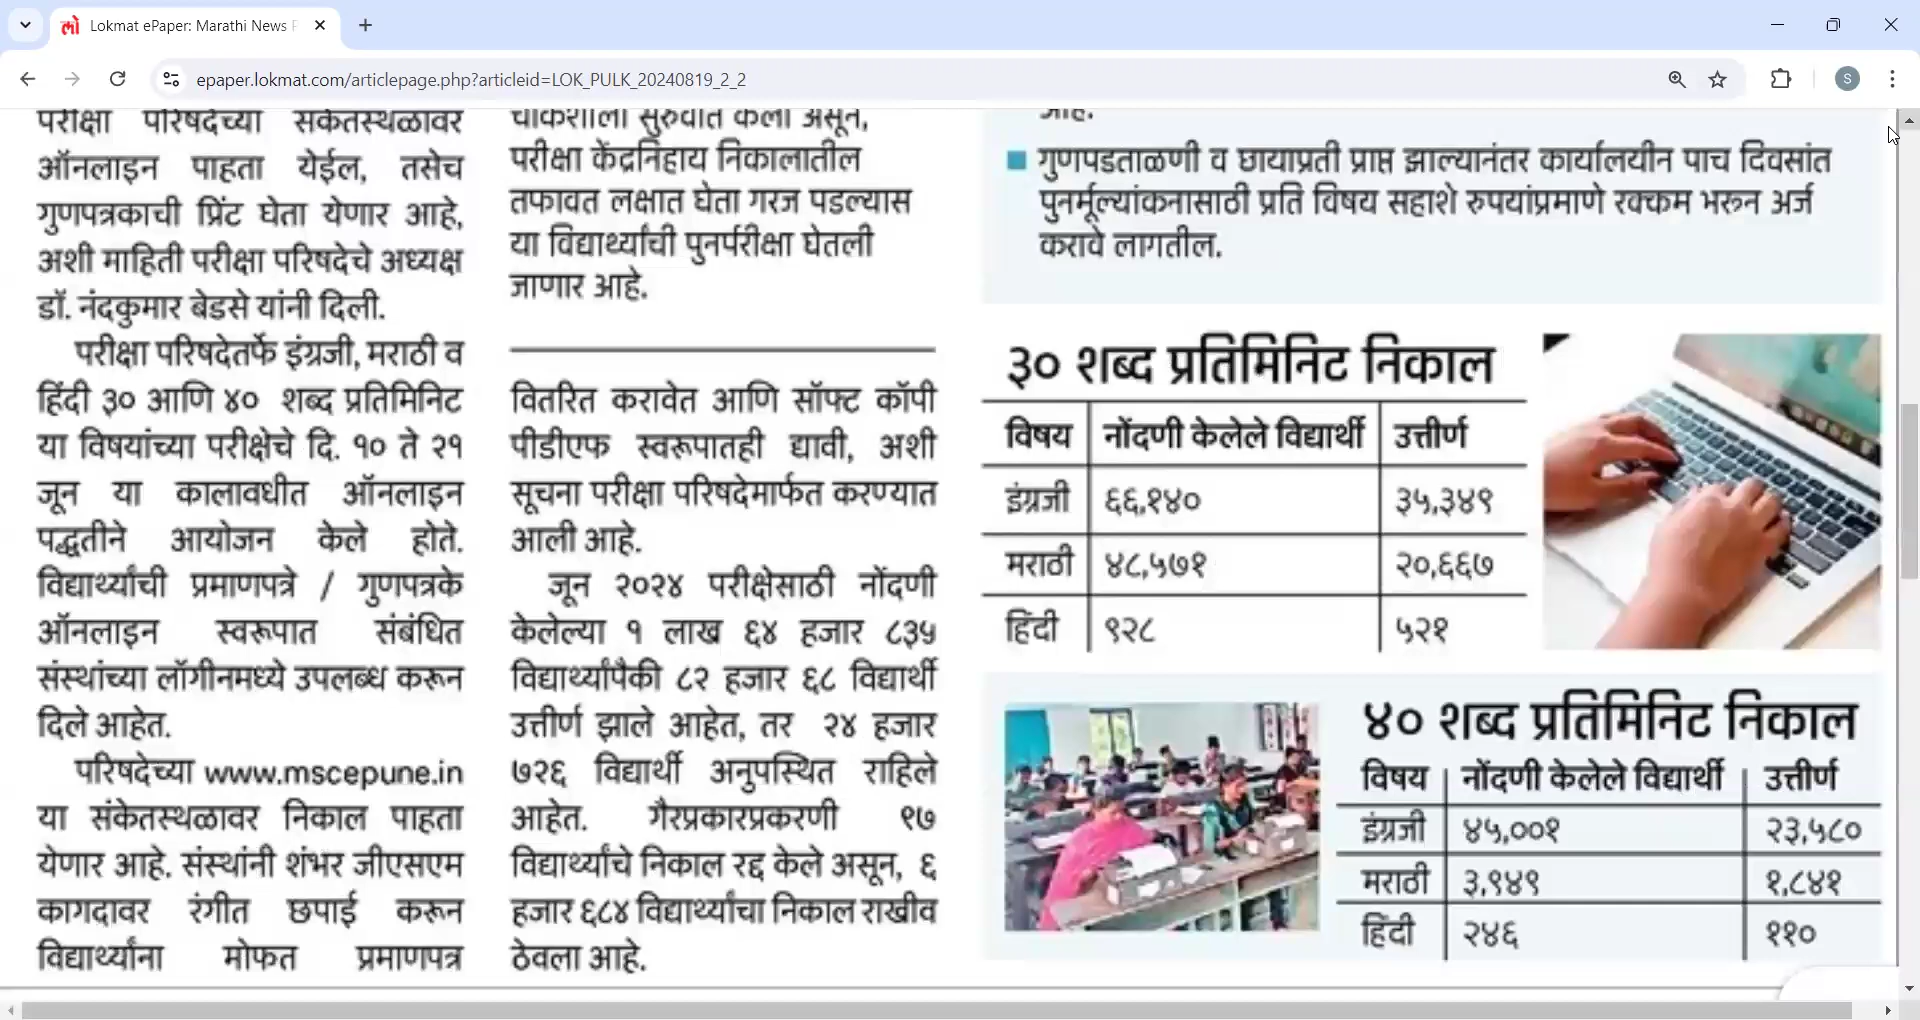 Lokmat ePaper: Marathi News
epaper.lokmat.com/articlepage.php?articleid=LOK_PULK_20240819_2_2
S
परीक्षा परिषदेच्या संकेतस्थळावर
ऑनलाइन पाहता येईल, तसेच
गुणपत्रकाची प्रिंट घेता येणार आहे,
अशी माहिती परीक्षा परिषदेचे अध्यक्ष
डॉ. नंदकुमार बेडसे यांनी दिली.
परीक्षा परिषदेतर्फे इंग्रजी, मराठी व
हिंदी ३० आणि ४० शब्द प्रतिमिनिट
या विषयांच्या परीक्षेचे दि. १० ते २१
जून या कालावधीत ऑनलाइन
पद्धतीने आयोजन केले होते.
विद्यार्थ्यांची प्रमाणपत्रे / गुणपत्रके
ऑनलाइन स्वरूपात संबंधित
संस्थांच्या लॉगीनमध्ये उपलब्ध करून
दिले आहेत.
परिषदेच्या www.mscepune.in
या संकेतस्थळावर निकाल पाहता
येणार आहे. संस्थांनी शंभर जीएसएम
कागदावर रंगीत छपाई करून
विद्यार्थ्यांना मोफत प्रमाणपत्र
चौकशीला सुरुवात केली असून,
परीक्षा केंद्रनिहाय निकालातील
तफावत लक्षात घेता गरज पडल्यास
या विद्यार्थ्यांची पुनर्परीक्षा घेतली
जाणार आहे.
वितरित करावेत आणि सॉफ्ट कॉपी
पीडीएफ स्वरूपातही द्यावी, अशी
सूचना परीक्षा परिषदेमार्फत करण्यात
आली आहे.
जून २०२४ परीक्षेसाठी नोंदणी
केलेल्या १ लाख ६४ हजार ८३५
विद्यार्थ्यांपैकी ८२ हजार ६८ विद्यार्थी
उत्तीर्ण झाले आहेत, तर २४ हजार
७२६ विद्यार्थी अनुपस्थित राहिले
आहेत. गैरप्रकारप्रकरणी ९७
विद्यार्थ्यांचे निकाल रद्द केले असून, ६
हजार ६८४ विद्यार्थ्यांचा निकाल राखीव
ठेवला आहे.
आहे.
गुणपडताळणी व छायाप्रती प्राप्त झाल्यानंतर कार्यालयीन पाच दिवसांत
पुनर्मूल्यांकनासाठी प्रति विषय सहाशे रुपयांप्रमाणे रक्कम भरून अर्ज
करावे लागतील.
३० शब्द प्रतिमिनिट निकाल
विषय नोंदणी केलेले विद्यार्थी उत्तीर्ण
इंग्रजी ६६,१४० ३५,३४९
मराठी ४८,५७१ २०,६६७
हिंदी ९२८ ५२१
४० शब्द प्रतिमिनिट निकाल
विषय नोंदणी केलेले विद्यार्थी उत्तीर्ण
इंग्रजी ४५,००१ २३,५८०
मराठी ३,९४९ १,८४१
हिंदी २४६ ११०